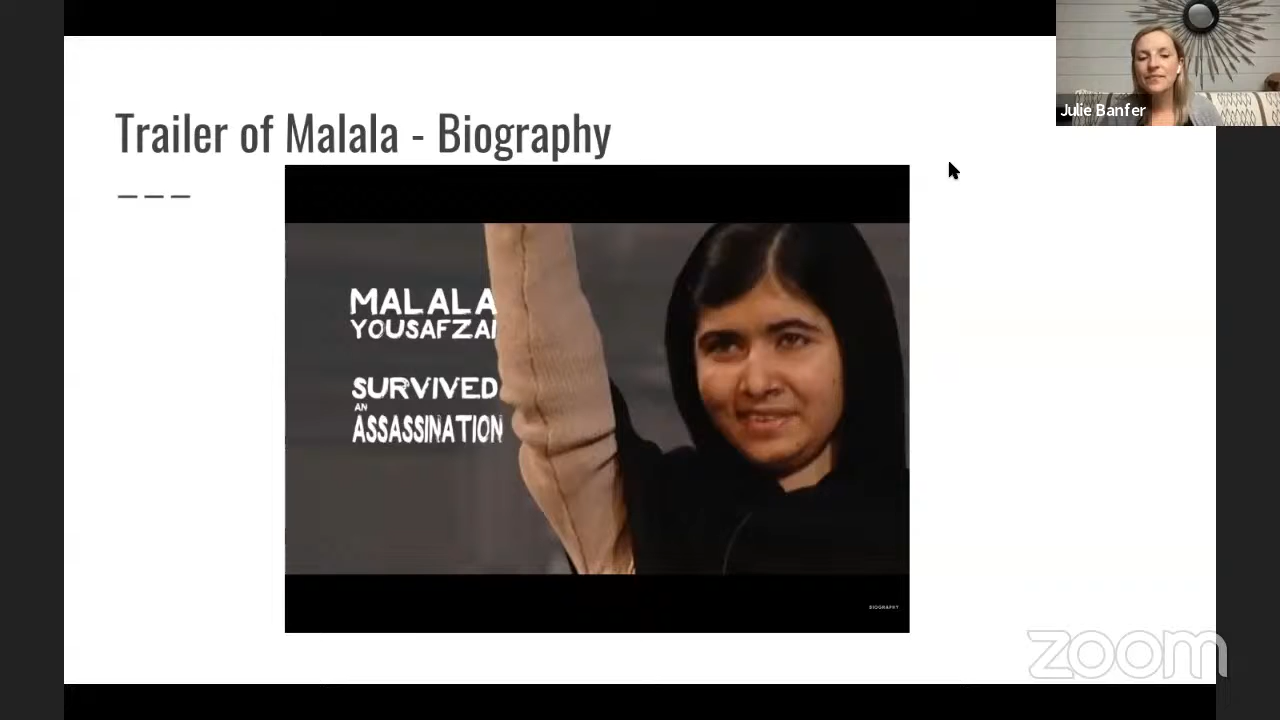 Trailer of Malala - Biography
Julie Banfer
MALALA
YOUSAFZAI
SURVIVED
AN
ASSASSINATION
BIOGRAPHY
zoom